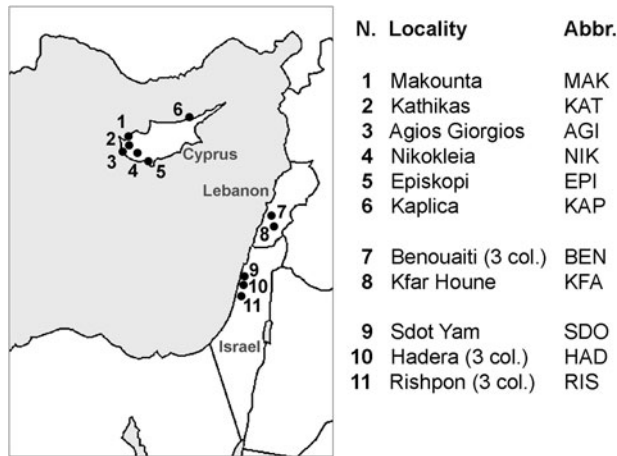 N. Locality Abbr.
1 Makounta MAK
2 Kathikas KAT
3 Agios Giorgios AGI
4 Nikokleia NIK
5 Episkopi EPI
6 Kaplica KAP
7 Benouaiti (3 col.) BEN
8 Kfar Houne KFA
9 Sdot Yam SDO
10 Hadera (3 col.) HAD
11 Rishpon (3 col.) RIS
6
1
2
3
4
5
Cyprus
Lebanon
7
8
9
10
11
Israel